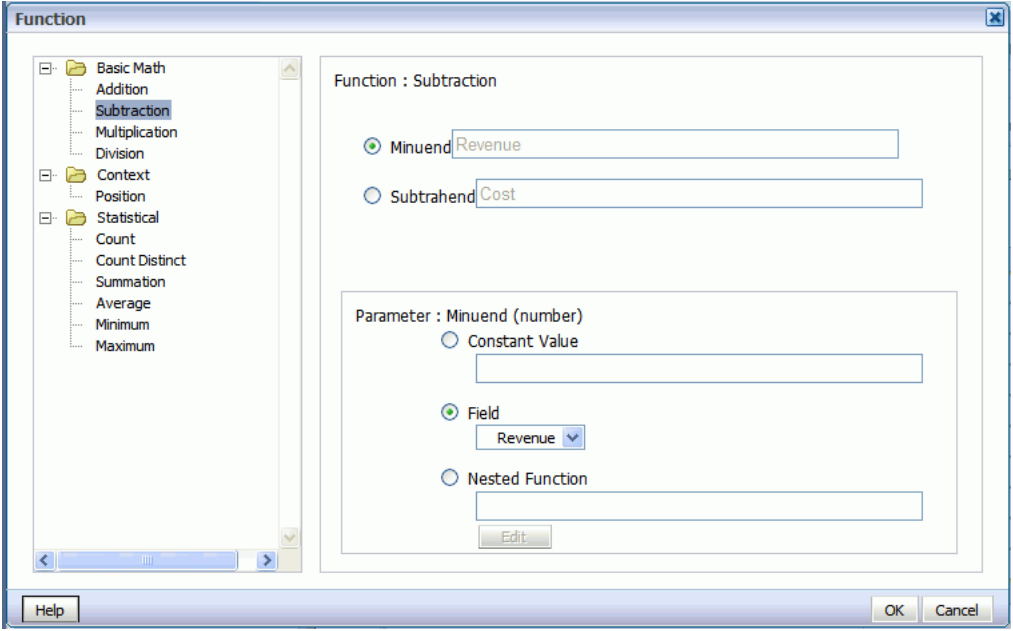 Function
Basic Math
Addition
Subtraction
Multiplication
Division
Context
Position
Statistical
Count
Count Distinct
Summation
Average
Minimum
Maximum
Function : Subtraction
Minuend Revenue
Subtrahend Cost
Parameter : Minuend (number)
Constant Value
Field
Revenue
Nested Function
Edit
Help OK Cancel